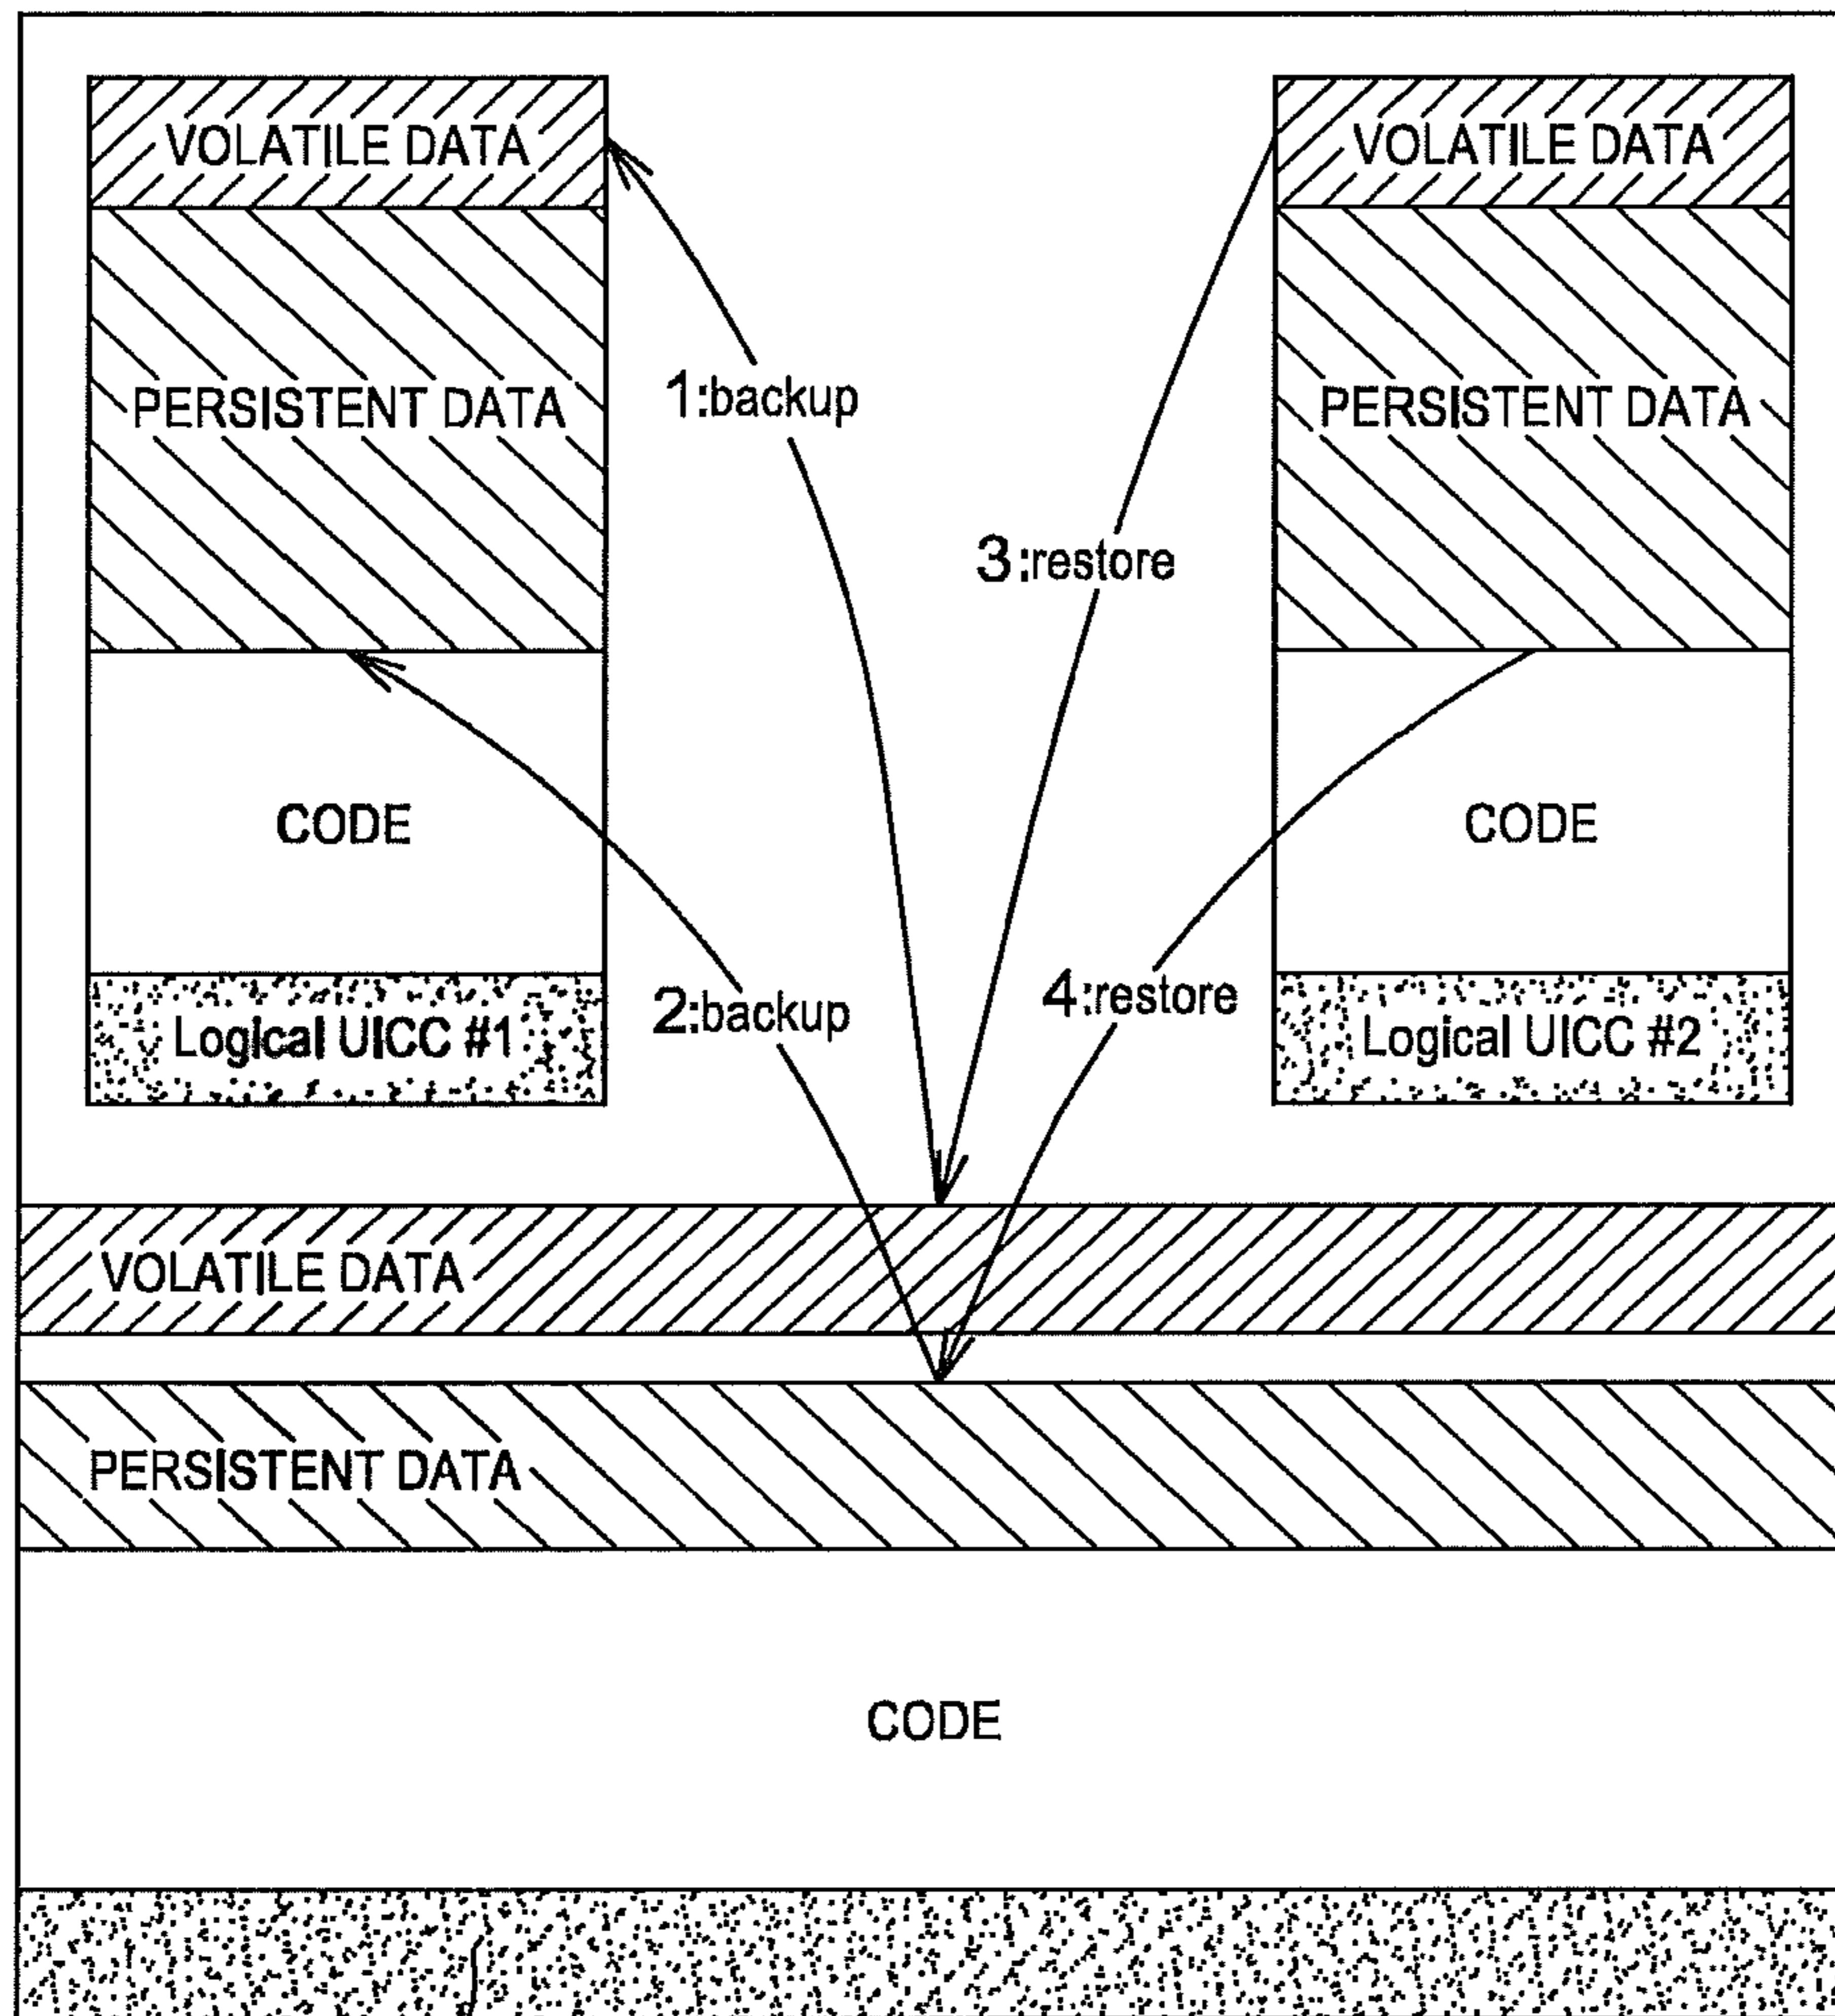 VOLATILE DATA
VOLATILE DATA
PERSISTENT DATA
1:backup
PERSISTENT DATA
3:restore
CODE
CODE
2:backup
4:restore
Logical UICC #1
Logical UICC #2
VOLATILE DATA
PERSISTENT DATA
CODE